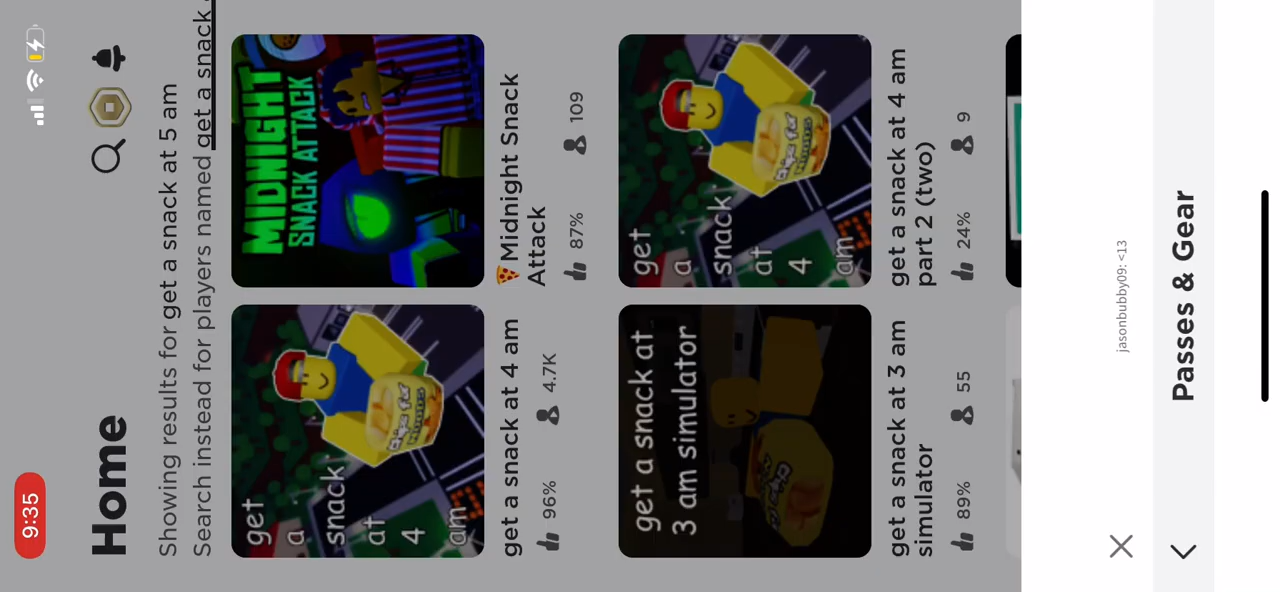 9:35
Home
Showing results for get a snack at 5 am
Search instead for players named get a snack
get
a
snack
at
4
am
get a snack at 4 am
96% 4.7K
MIDNIGHT
SNACK ATTACK
Midnight Snack
Attack
87% 109
get a snack at
3 am simulator
get a snack at 3 am
simulator
89% 55
get
a
snack
at
4
am
get a snack at 4 am
part 2 (two)
24% 9
jasonbubby09: <13
Passes & Gear